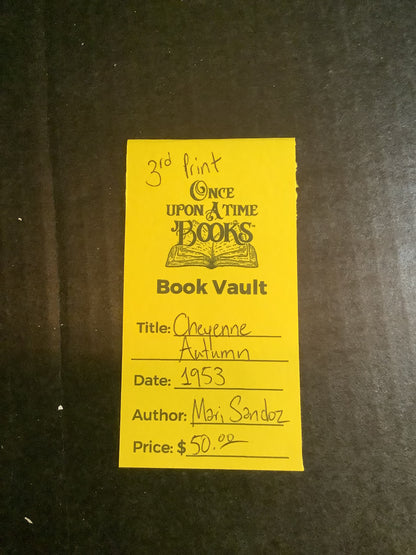 3rd Print
ONCE
UPON A TIME
BOOKS
Book Vault
Title: Cheyenne
Autumn
Date: 1953
Author: Mari Sandoz
Price: $ 50.00